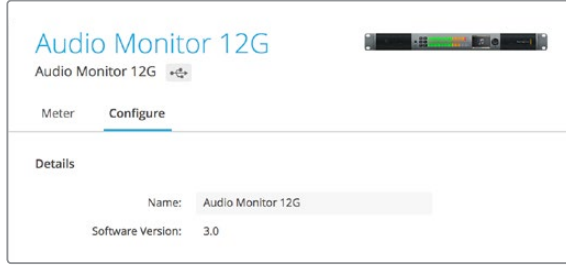 Audio Monitor 12G
Audio Monitor 12G
Meter Configure
Details
Name: Audio Monitor 12G
Software Version: 3.0